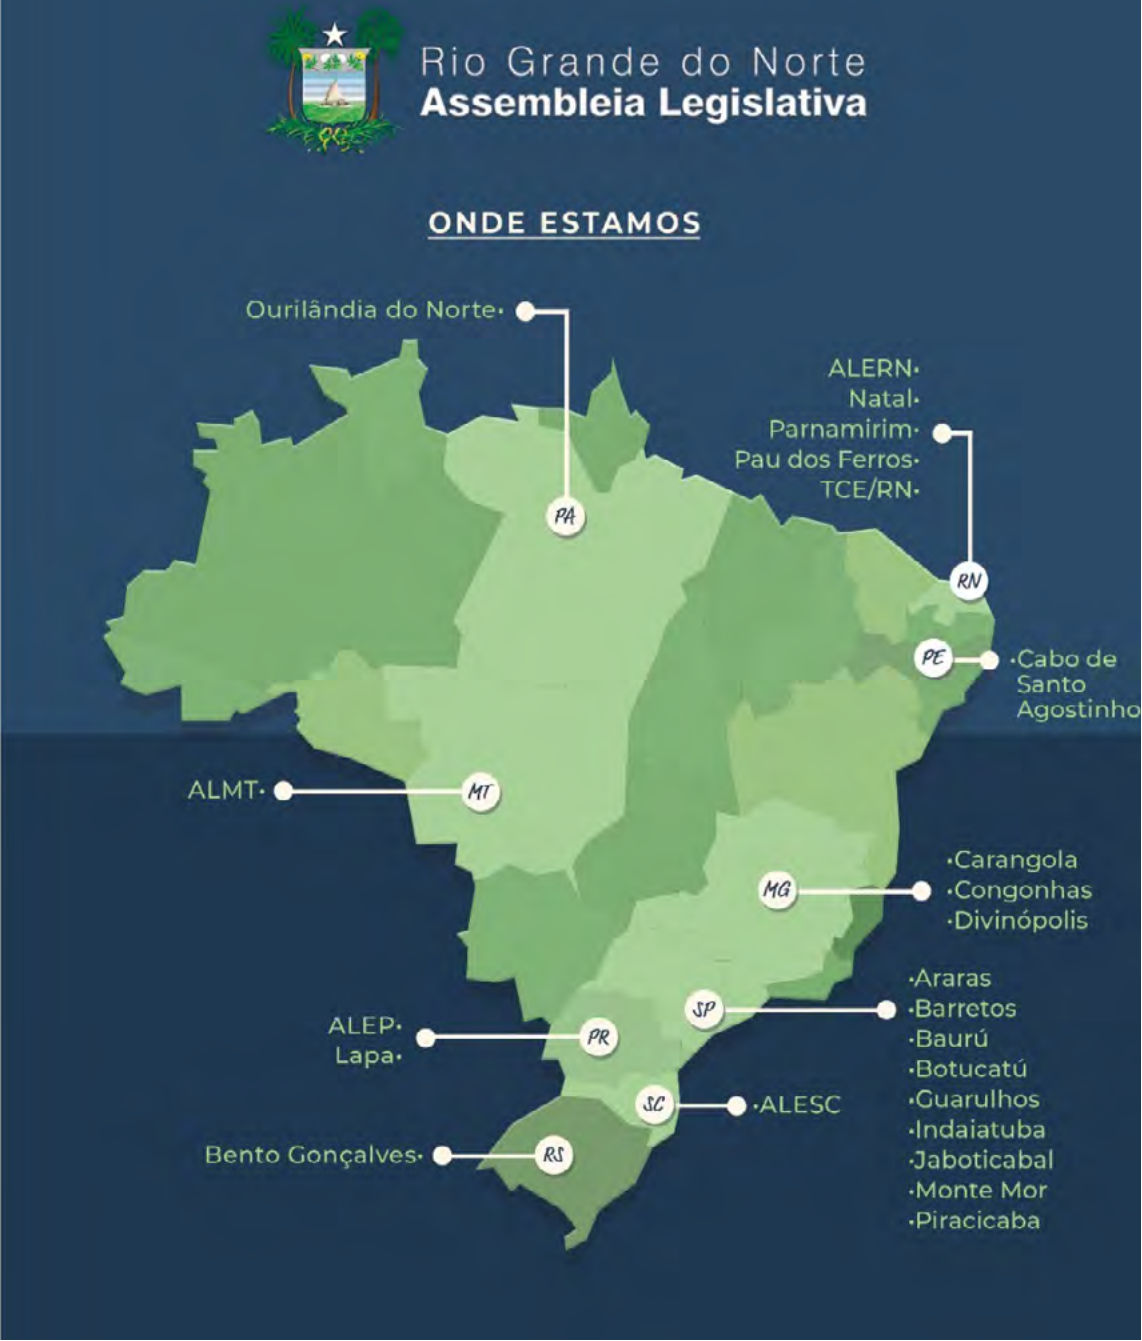 Rio Grande do Norte
Assembleia Legislativa
ONDE ESTAMOS
Ourilândia do Norte•
PA
ALERN•
Natal•
Parnamirim•
Pau dos Ferros•
TCE/RN•
RN
PE
•Cabo de
Santo
Agostinho
ALMT•
MT
MG
•Carangola
•Congonhas
•Divinópolis
SP
•Araras
•Barretos
•Baurú
•Botucatú
•Guarulhos
•Indaiatuba
•Jaboticabal
•Monte Mor
•Piracicaba
ALEP•
Lapa•
PR
SC
•ALESC
Bento Gonçalves•
RS